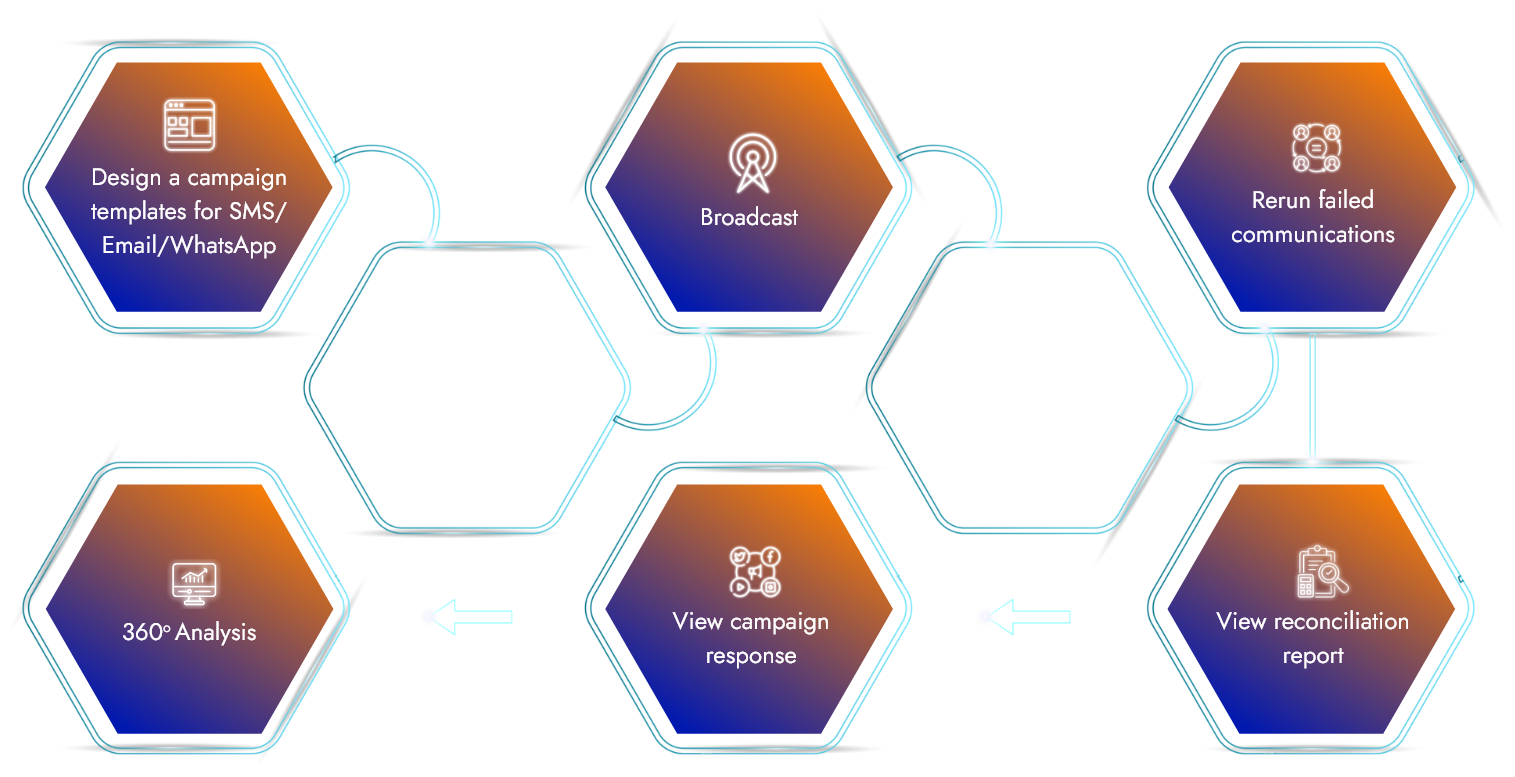 Design a campaign
templates for SMS/
Email/WhatsApp
Broadcast
Rerun failed
communications
360º Analysis
View campaign
response
View reconciliation
report